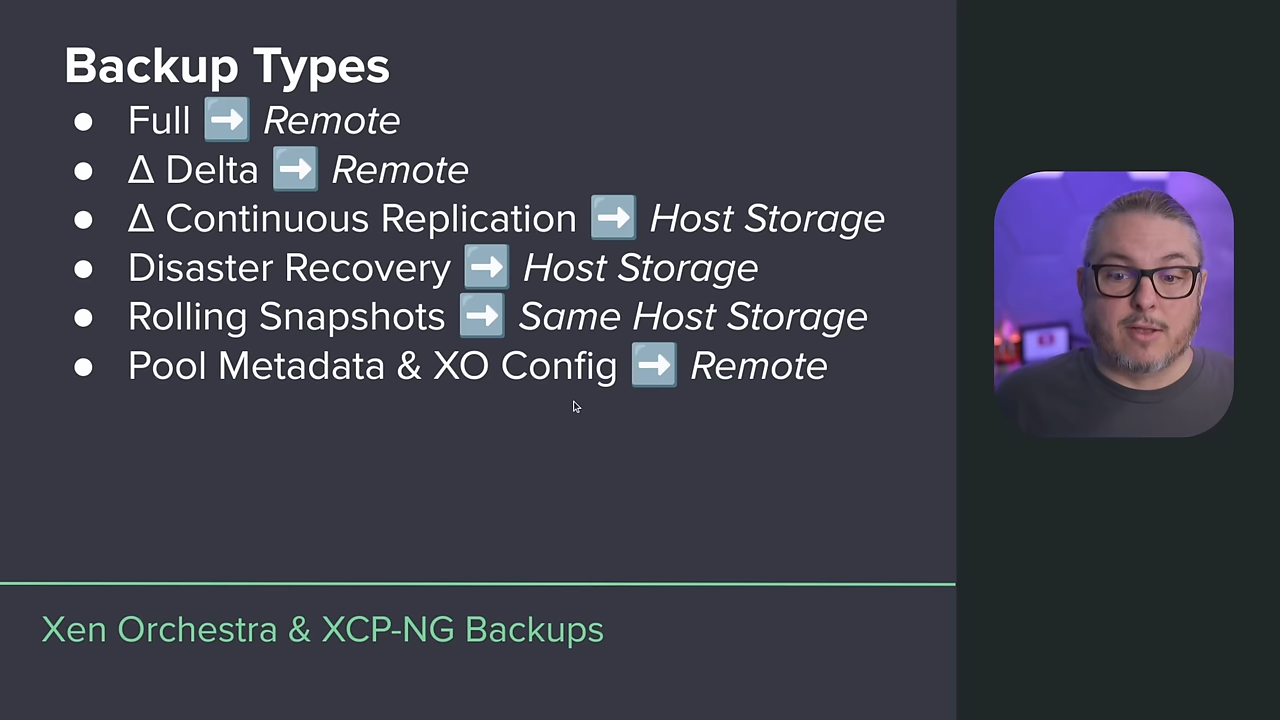 Backup Types
● Full ➡️ Remote
● Δ Delta ➡️ Remote
● Δ Continuous Replication ➡️ Host Storage
● Disaster Recovery ➡️ Host Storage
● Rolling Snapshots ➡️ Same Host Storage
● Pool Metadata & XO Config ➡️ Remote
Xen Orchestra & XCP-NG Backups